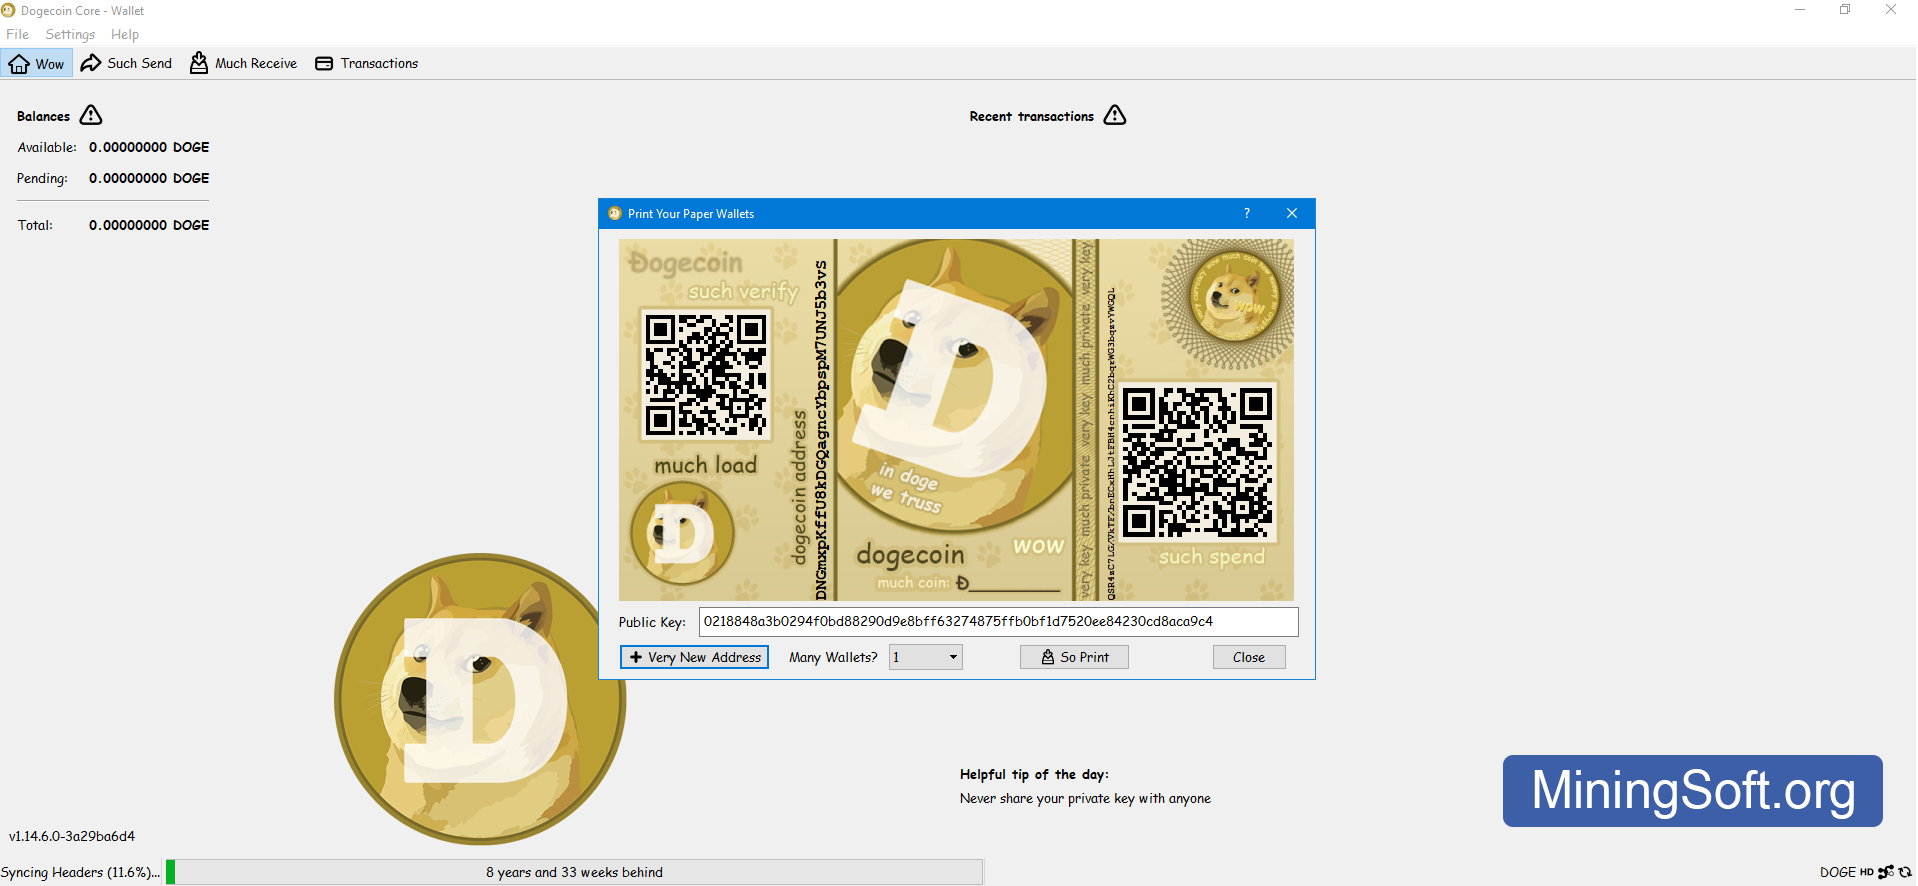 Dogecoin Core - Wallet
File Settings Help
Wow Such Send Much Receive Transactions
Balances
Available: 0.00000000 DOGE
Pending: 0.00000000 DOGE
Total: 0.00000000 DOGE
Recent transactions
Print Your Paper Wallets
?
Dogecoin
such verify
much load
dogecoin address
in doge
we truss
dogecoin
wow
much coin: Ð
very key much private very key much private very key
wow
such spend
Public Key: 0218848a3b0294f0bd88290d9e8bff63274875ffb0bf1d7520ee84230cd8aca9c4
Very New Address Many Wallets? 1 So Print Close
Helpful tip of the day:
Never share your private key with anyone
MiningSoft.org
v1.14.6.0-3a29ba6d4
Syncing Headers (11.6%)... 8 years and 33 weeks behind
DOGE HD